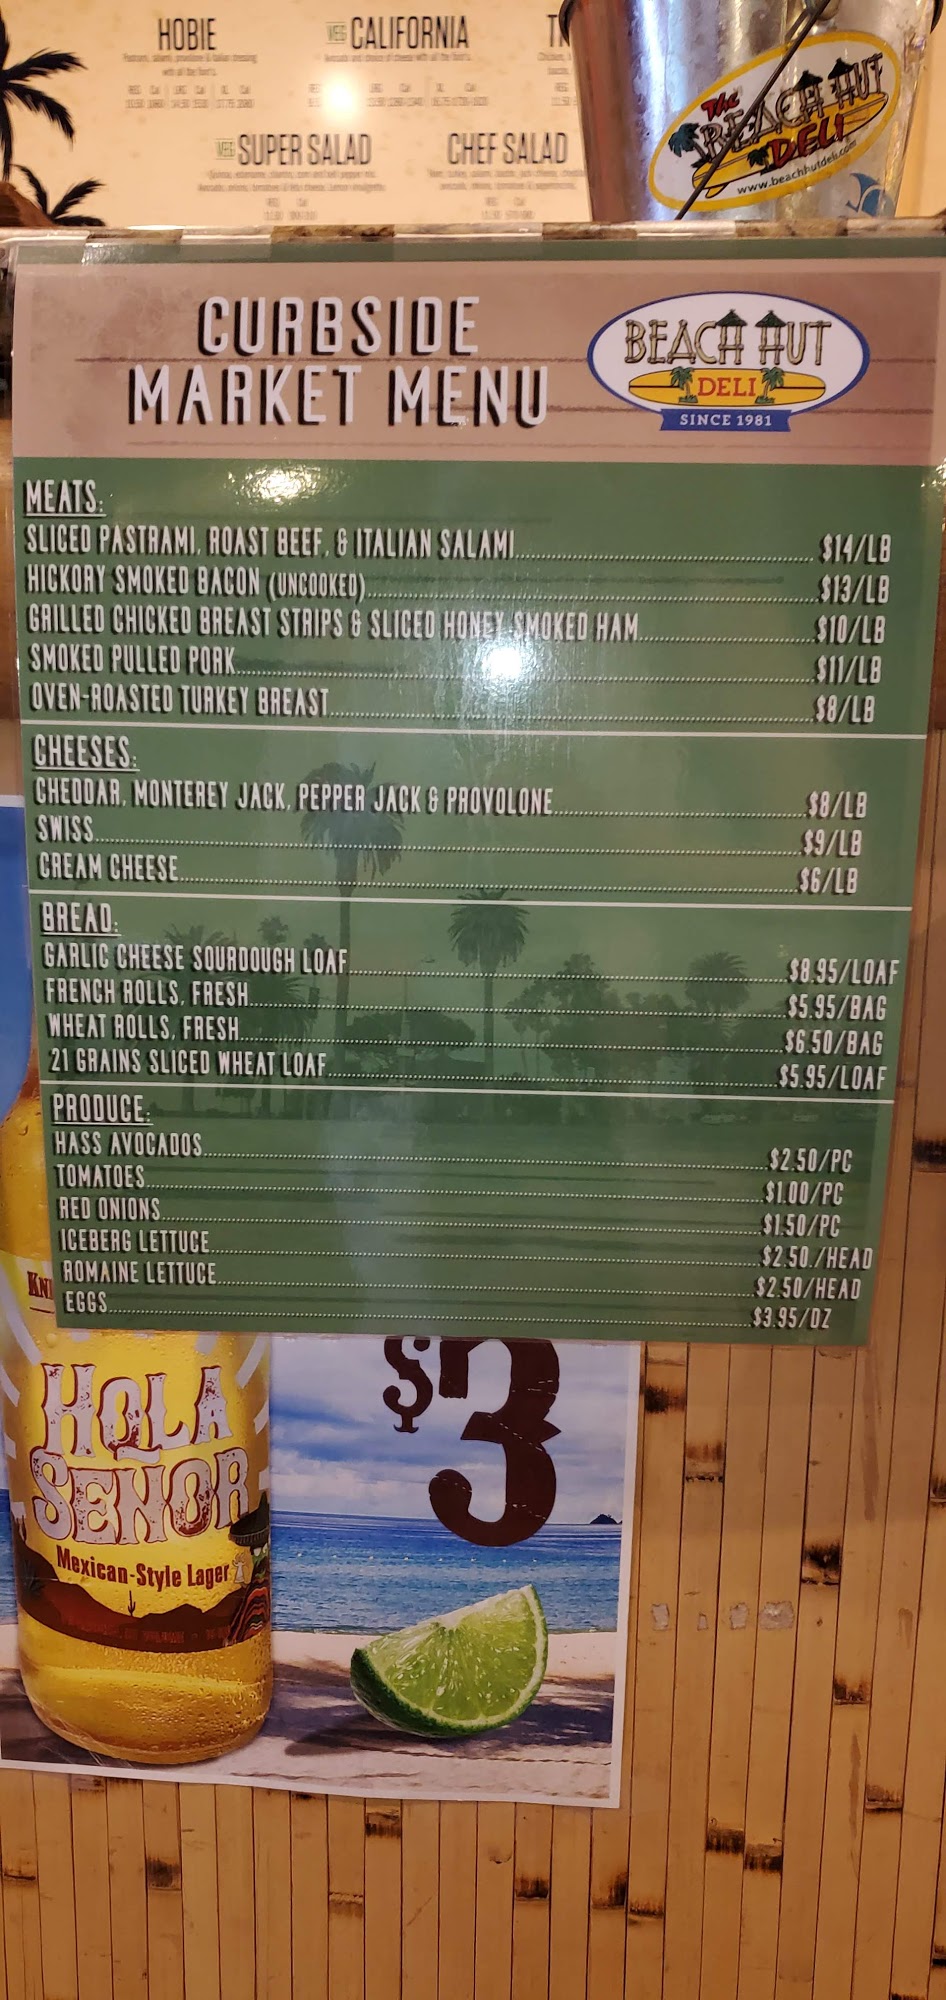 HOBIE
VEG CALIFORNIA
VEG SUPER SALAD
CHEF SALAD
THE
BEACH HUT
DELI
www.beachhutdeli.com
CURBSIDE
MARKET MENU
BEACH HUT
DELI
SINCE 1981
MEATS:
SLICED PASTRAMI, ROAST BEEF, & ITALIAN SALAMI $14/LB
HICKORY SMOKED BACON (UNCOOKED) $13/LB
GRILLED CHICKED BREAST STRIPS & SLICED HONEY SMOKED HAM $10/LB
SMOKED PULLED PORK $11/LB
OVEN-ROASTED TURKEY BREAST $8/LB
CHEESES:
CHEDDAR, MONTEREY JACK, PEPPER JACK & PROVOLONE $8/LB
SWISS $9/LB
CREAM CHEESE $6/LB
BREAD:
GARLIC CHEESE SOURDOUGH LOAF $8.95/LOAF
FRENCH ROLLS, FRESH $5.95/BAG
WHEAT ROLLS, FRESH $6.50/BAG
21 GRAINS SLICED WHEAT LOAF $5.95/LOAF
PRODUCE:
HASS AVOCADOS $2.50/PC
TOMATOES $1.00/PC
RED ONIONS $1.50/PC
ICEBERG LETTUCE $2.50./HEAD
ROMAINE LETTUCE $2.50/HEAD
EGGS $3.95/DZ
$3
HOLA
SENOR
Mexican-Style Lager